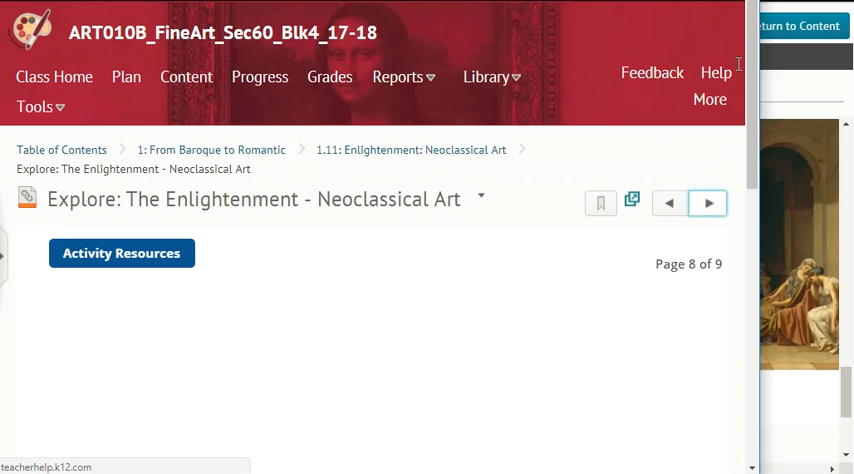 ART010B_FineArt_Sec60_Blk4_17-18
Return to Content
Class Home Plan Content Progress Grades Reports Library Feedback Help
Tools More
Table of Contents 1: From Baroque to Romantic 1.11: Enlightenment: Neoclassical Art
Explore: The Enlightenment - Neoclassical Art
Explore: The Enlightenment - Neoclassical Art
Activity Resources
Page 8 of 9
teacherhelp.k12.com